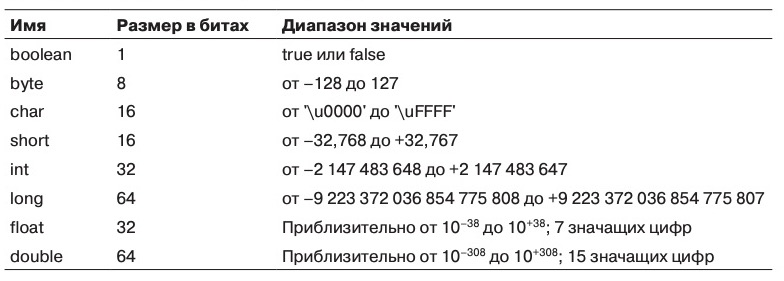 Имя Размер в битах Диапазон значений
boolean 1 true или false
byte 8 от –128 до 127
char 16 от '\u0000' до '\uFFFF'
short 16 от –32,768 до +32,767
int 32 от –2 147 483 648 до +2 147 483 647
long 64 от –9 223 372 036 854 775 808 до +9 223 372 036 854 775 807
float 32 Приблизительно от 10⁻³⁸ до 10⁺³⁸; 7 значащих цифр
double 64 Приблизительно от 10⁻³⁰⁸ до 10⁺³⁰⁸; 15 значащих цифр